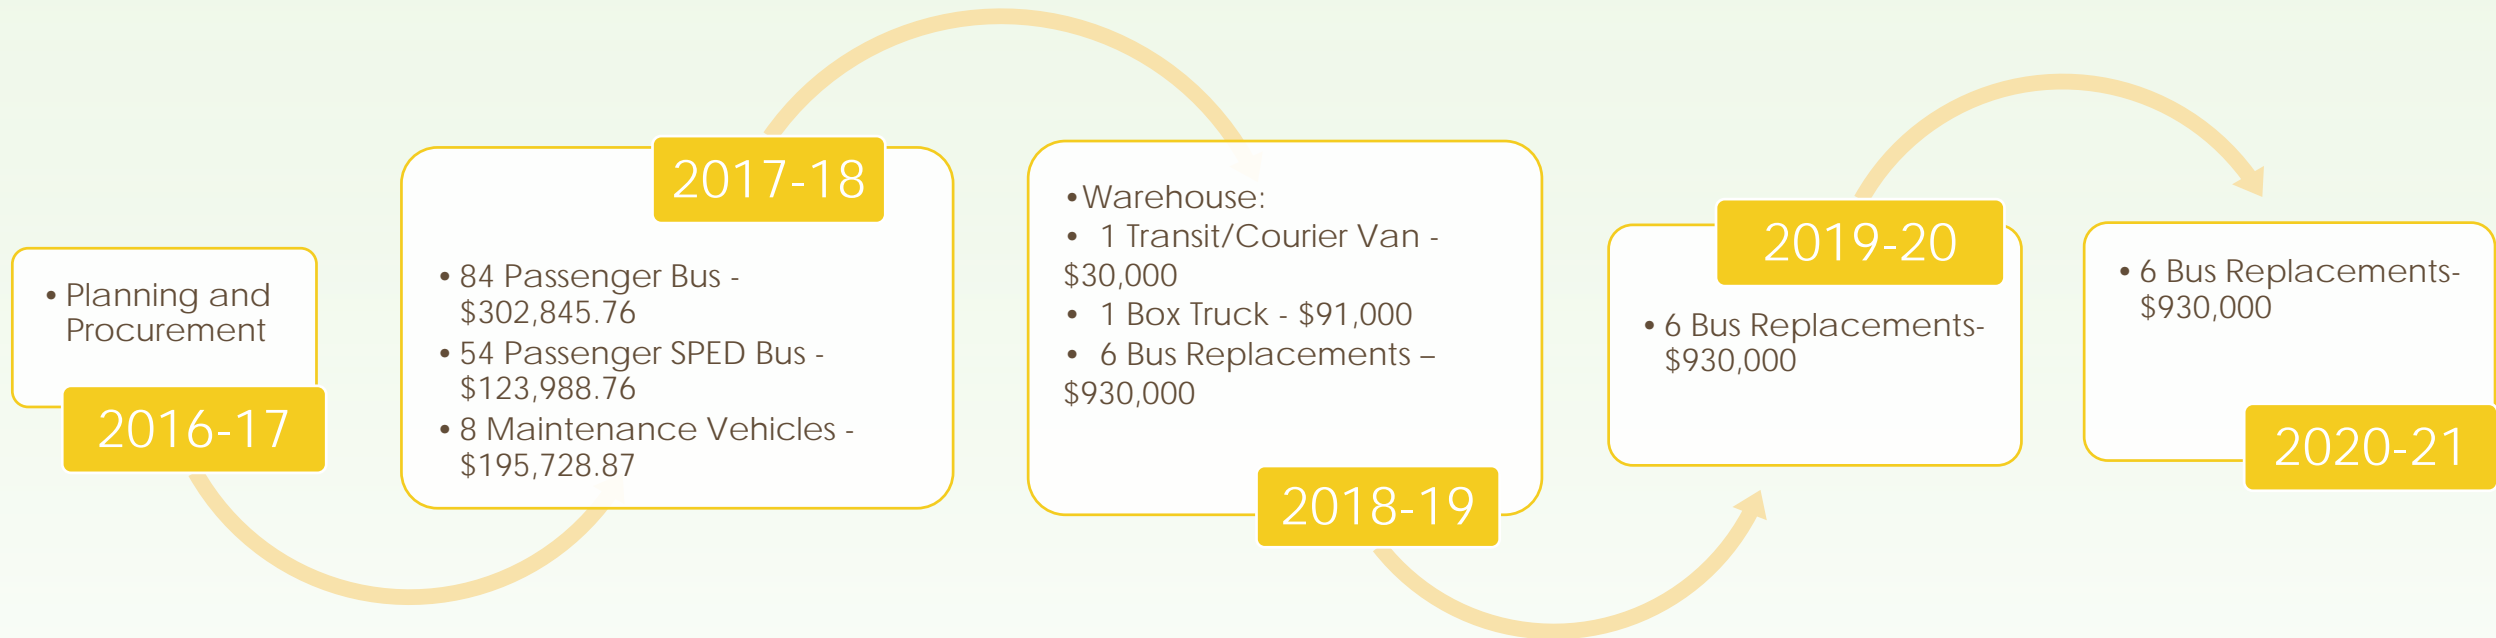 • Planning and
Procurement
2016-17
2017-18
• 84 Passenger Bus -
$302,845.76
• 54 Passenger SPED Bus -
$123,988.76
• 8 Maintenance Vehicles -
$195,728.87
•Warehouse:
• 1 Transit/Courier Van -
$30,000
• 1 Box Truck - $91,000
• 6 Bus Replacements –
$930,000
2018-19
2019-20
• 6 Bus Replacements-
$930,000
• 6 Bus Replacements-
$930,000
2020-21